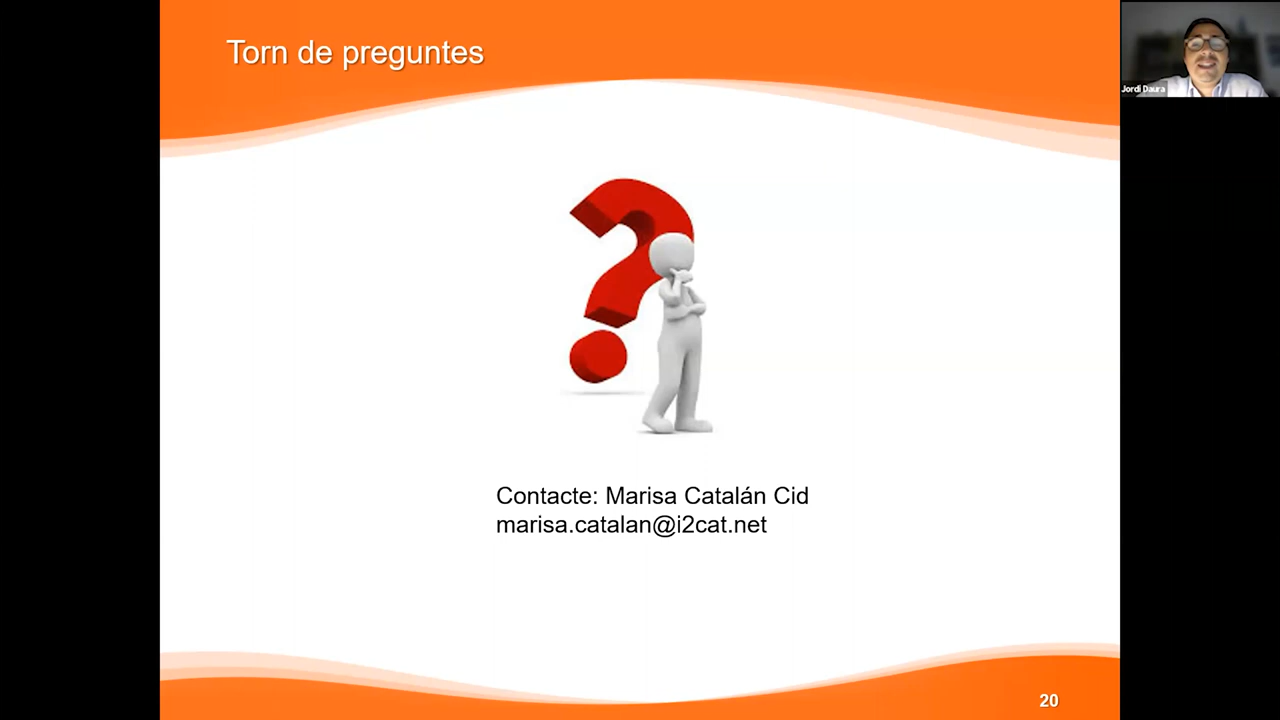 Torn de preguntes
Jordi Daura
Contacte: Marisa Catalán Cid
marisa.catalan@i2cat.net
20